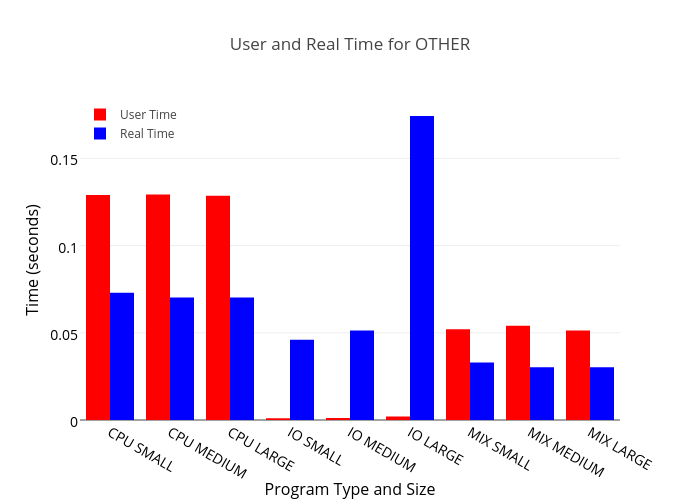 User and Real Time for OTHER
User Time
Real Time
Time (seconds)
0.15
0.1
0.05
0
CPU SMALL
CPU MEDIUM
CPU LARGE
IO SMALL
IO MEDIUM
IO LARGE
MIX SMALL
MIX MEDIUM
MIX LARGE
Program Type and Size